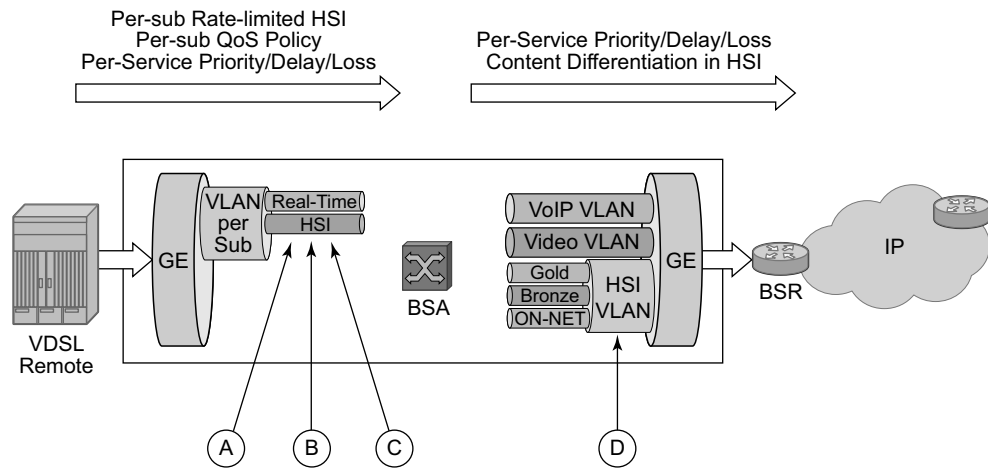 Per-sub Rate-limited HSI
Per-sub QoS Policy
Per-Service Priority/Delay/Loss
Per-Service Priority/Delay/Loss
Content Differentiation in HSI
VDSL
Remote
GE
VLAN
per
Sub
Real-Time
HSI
BSA
VoIP VLAN
Video VLAN
Gold
Bronze
ON-NET
HSI
VLAN
GE
BSR
IP
A
B
C
D